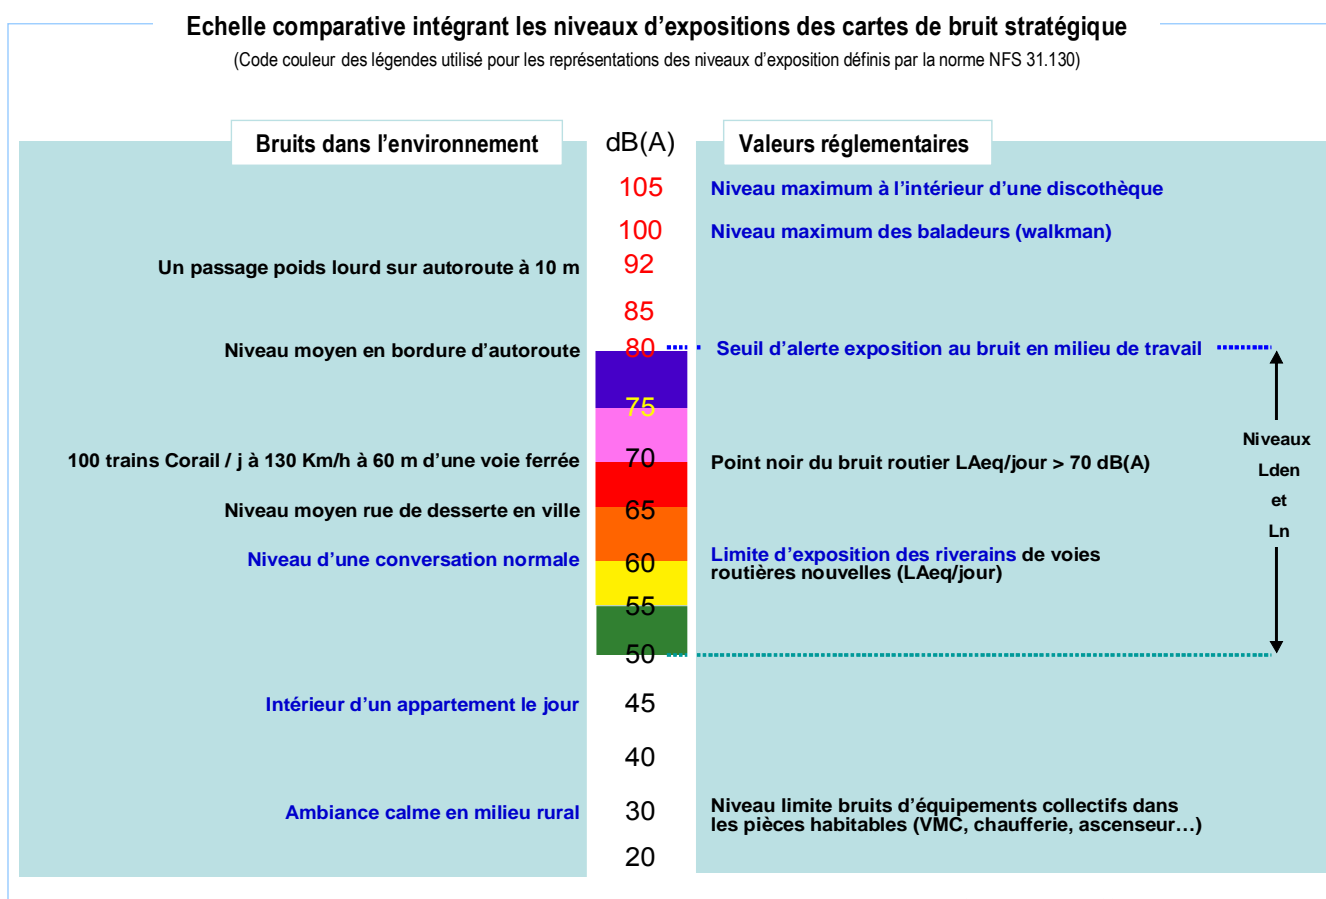 Echelle comparative intégrant les niveaux d’expositions des cartes de bruit stratégique
(Code couleur des légendes utilisé pour les représentations des niveaux d’exposition définis par la norme NFS 31.130)
Bruits dans l’environnement
dB(A)
Valeurs réglementaires
105
Niveau maximum à l’intérieur d’une discothèque
100
Niveau maximum des baladeurs (walkman)
Un passage poids lourd sur autoroute à 10 m
92
85
Niveau moyen en bordure d’autoroute
80
Seuil d’alerte exposition au bruit en milieu de travail
75
100 trains Corail / j à 130 Km/h à 60 m d’une voie ferrée
70
Point noir du bruit routier LAeq/jour > 70 dB(A)
Niveau moyen rue de desserte en ville
65
Niveau d’une conversation normale
60
Limite d’exposition des riverains de voies
routières nouvelles (LAeq/jour)
55
50
Niveaux
Lden
et
Ln
Intérieur d’un appartement le jour
45
40
Ambiance calme en milieu rural
30
Niveau limite bruits d’équipements collectifs dans
les pièces habitables (VMC, chaufferie, ascenseur…)
20